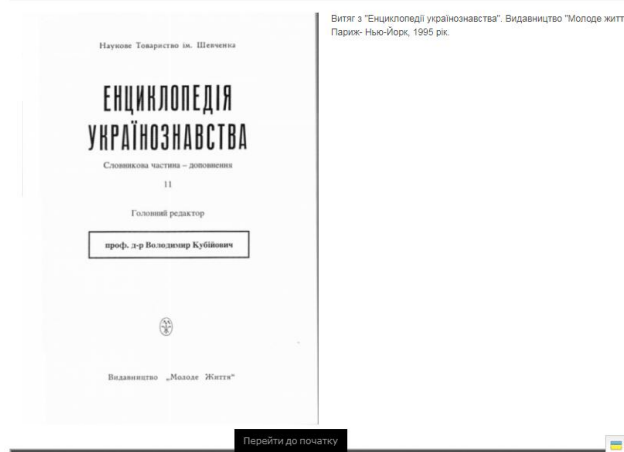 Наукове Товариство ім. Шевченка
ЕНЦИКЛОПЕДІЯ
УКРАЇНОЗНАВСТВА
Словникова частина – доповнення
11
Головний редактор
проф. д-р Володимир Кубійович
Видавництво „Молоде Життя"
Витяг з "Енциклопедії українознавства". Видавництво "Молоде житт
Париж- Нью-Йорк, 1995 рік.
Перейти до початку